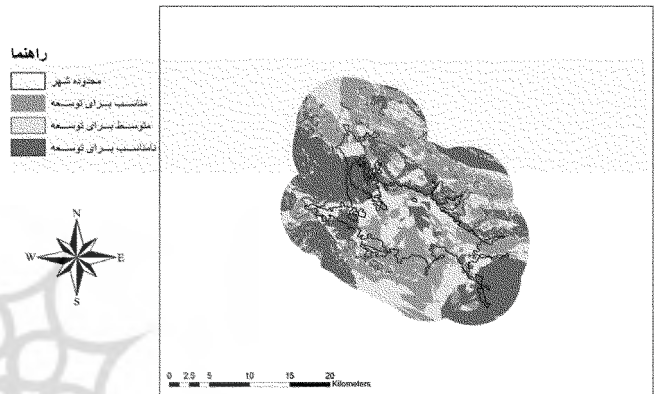 راهنما
محدوده شهر
مناسب برای توسعه
متوسط برای توسعه
نامناسب برای توسعه
N
W E
S
0 2.5 5 10 15 20
Kilometers